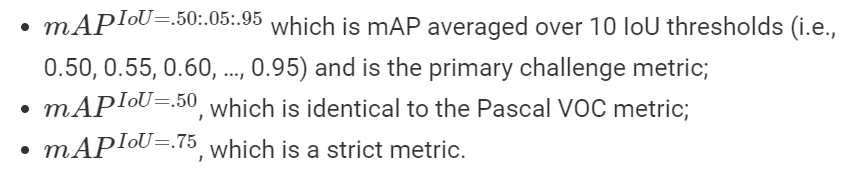 • mAP^{IoU=.50:.05:.95} which is mAP averaged over 10 IoU thresholds (i.e.,
0.50, 0.55, 0.60, …, 0.95) and is the primary challenge metric;
• mAP^{IoU=.50}, which is identical to the Pascal VOC metric;
• mAP^{IoU=.75}, which is a strict metric.